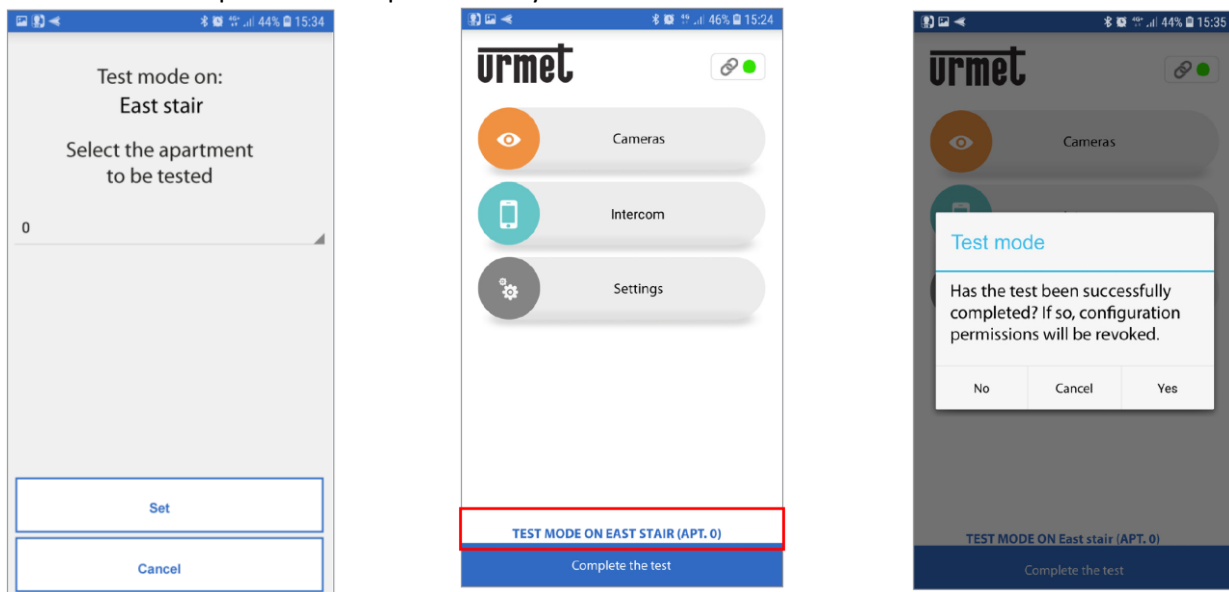 44% 15:34
Test mode on:
East stair
Select the apartment
to be tested
0
Set
Cancel
46% 15:24
urmet
Cameras
Intercom
Settings
TEST MODE ON EAST STAIR (APT. 0)
Complete the test
44% 15:35
urmet
Cameras
Test mode
Has the test been successfully
completed? If so, configuration
permissions will be revoked.
No Cancel Yes
TEST MODE ON East stair (APT. 0)
Complete the test